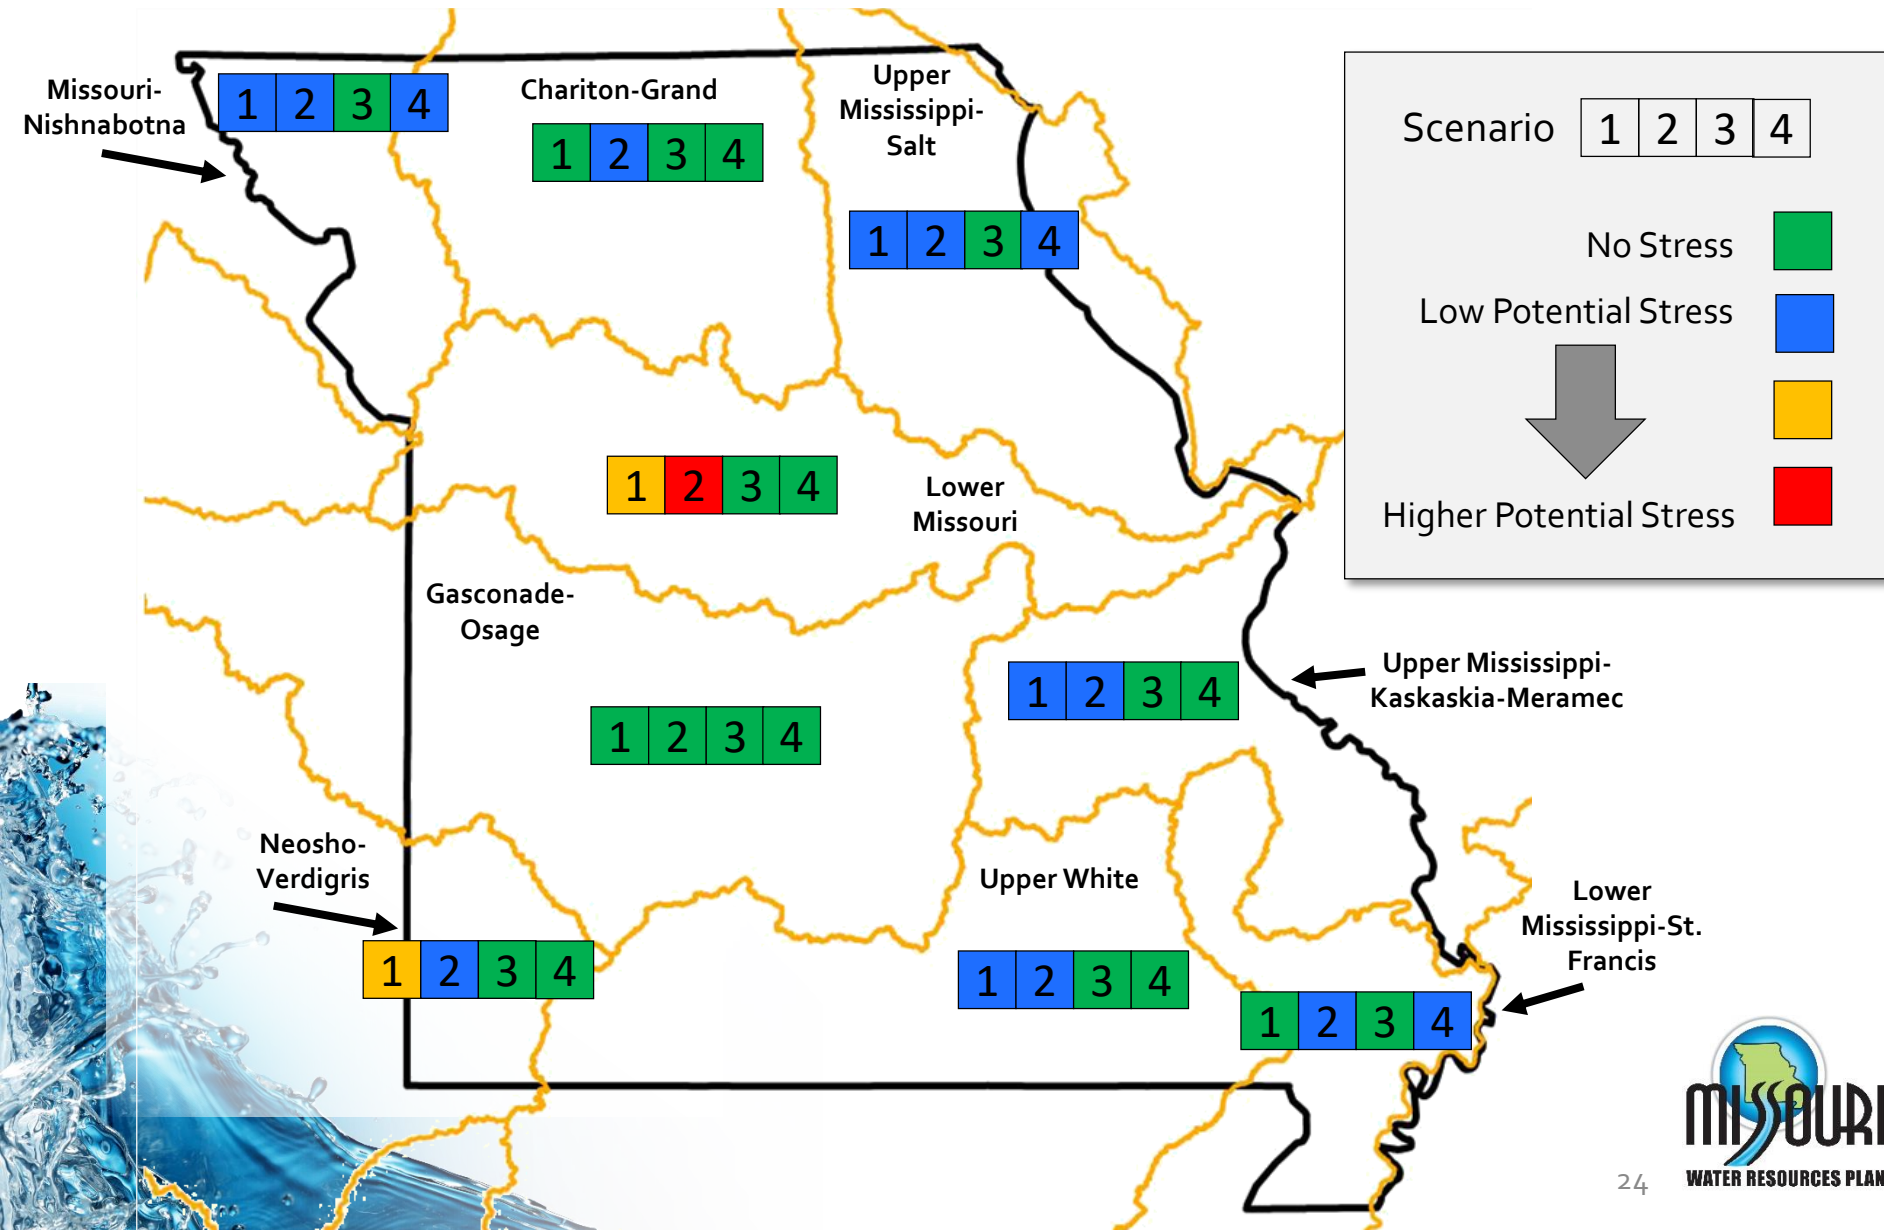 Missouri-
Nishnabotna
1 2 3 4
Chariton-Grand
1 2 3 4
Upper
Mississippi-
Salt
1 2 3 4
Scenario 1 2 3 4
No Stress
Low Potential Stress
Higher Potential Stress
1 2 3 4
Lower
Missouri
Gasconade-
Osage
1 2 3 4
1 2 3 4
Upper Mississippi-
Kaskaskia-Meramec
Neosho-
Verdigris
1 2 3 4
Upper White
1 2 3 4
Lower
Mississippi-St.
Francis
1 2 3 4
24
MISSOURI
WATER RESOURCES PLAN